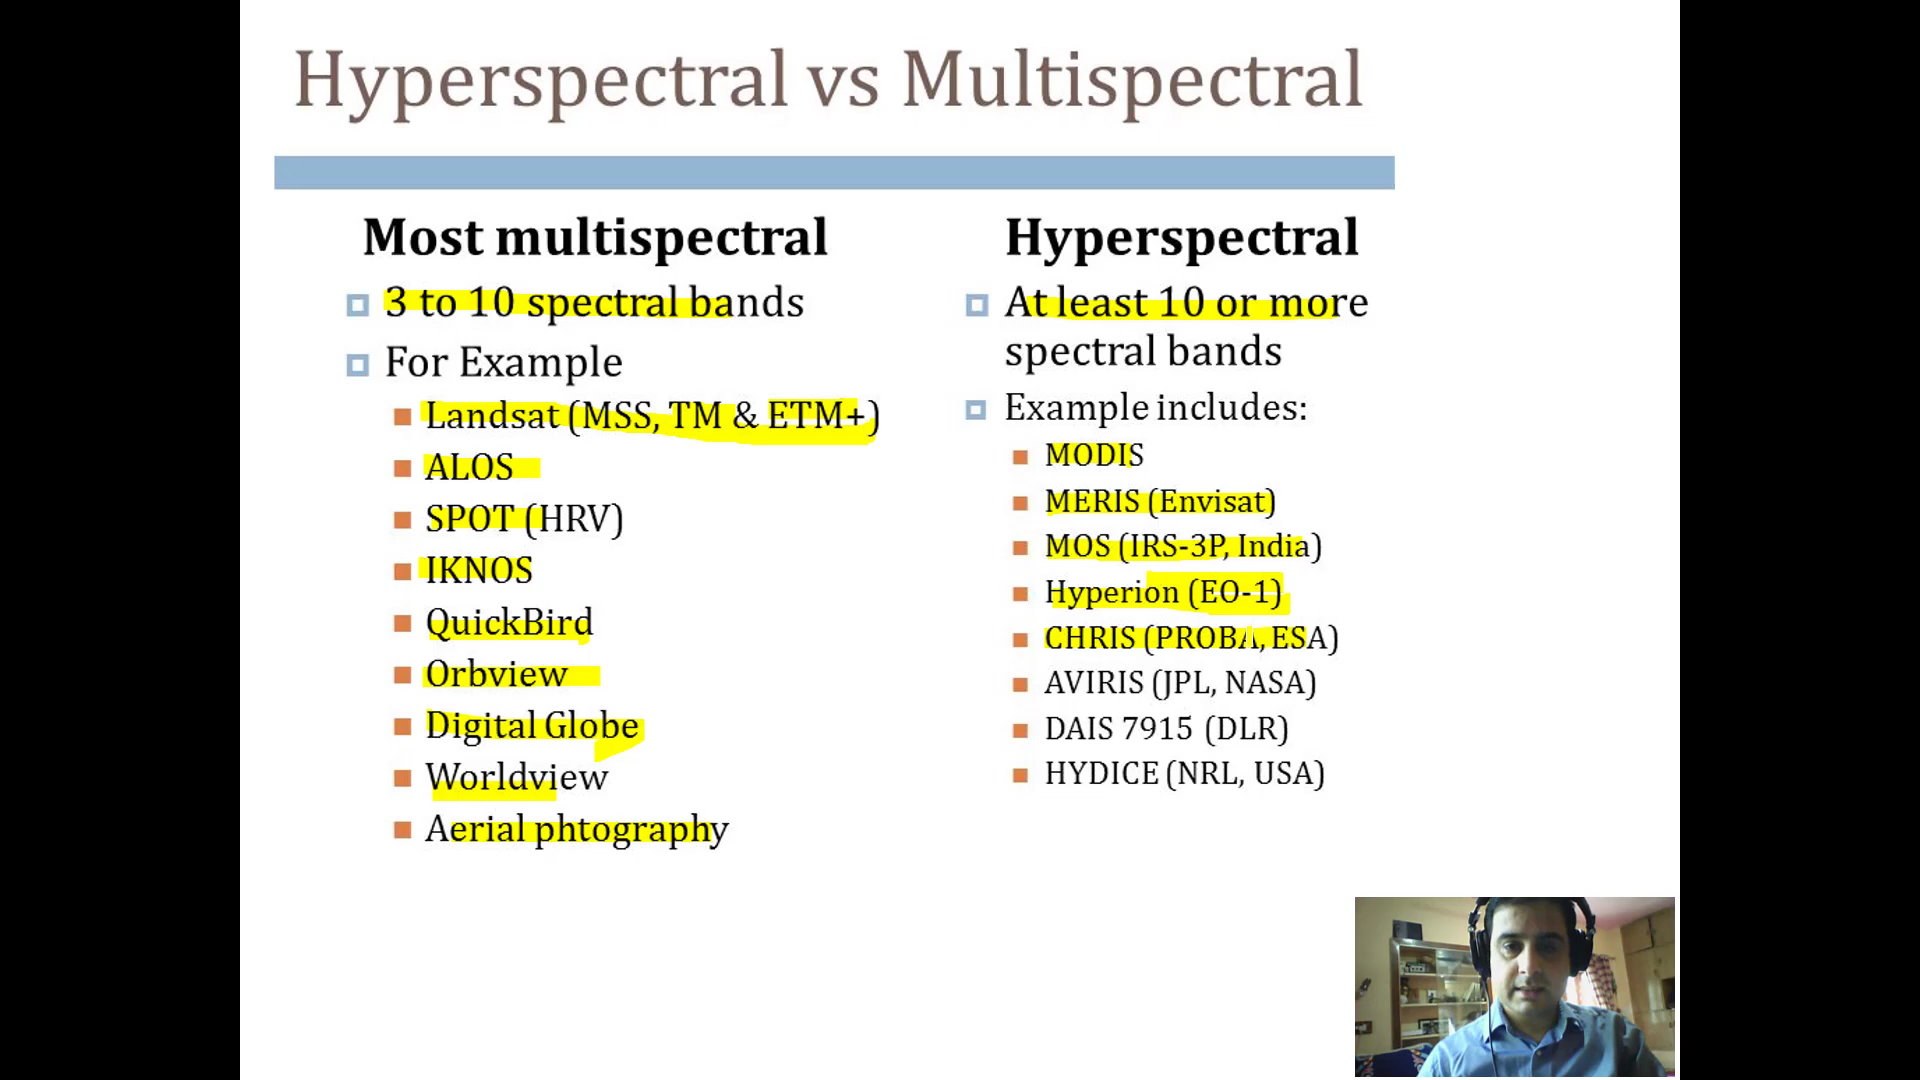 Hyperspectral vs Multispectral
Most multispectral
3 to 10 spectral bands
For Example
Landsat (MSS, TM & ETM+)
ALOS
SPOT (HRV)
IKNOS
QuickBird
Orbview
Digital Globe
Worldview
Aerial phtography
Hyperspectral
At least 10 or more
spectral bands
Example includes:
MODIS
MERIS (Envisat)
MOS (IRS-3P, India)
Hyperion (EO-1)
CHRIS (PROBA, ESA)
AVIRIS (JPL, NASA)
DAIS 7915 (DLR)
HYDICE (NRL, USA)